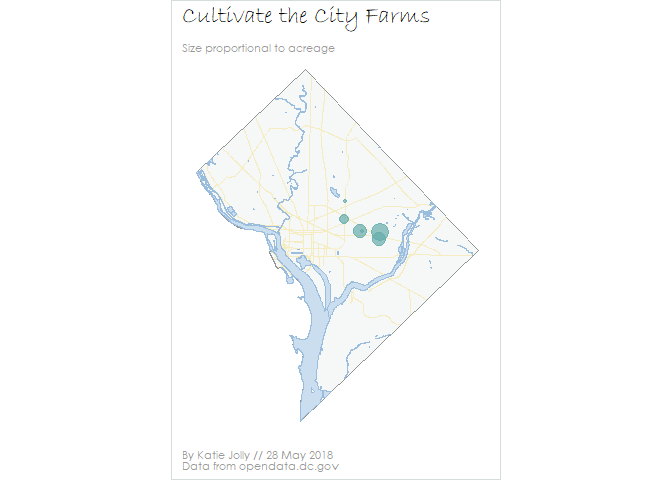 Cultivate the City Farms
Size proportional to acreage
By Katie Jolly // 28 May 2018
Data from opendata.dc.gov